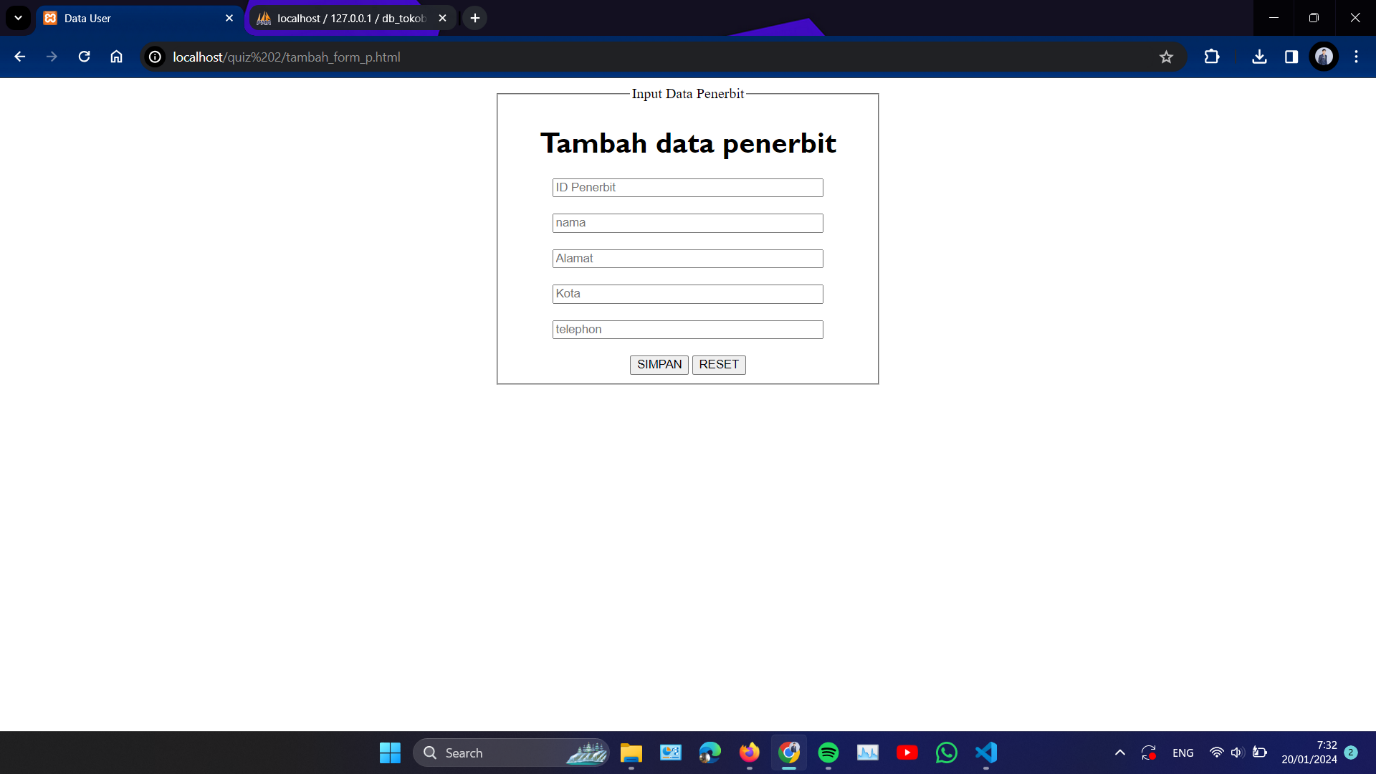 Data User
localhost / 127.0.0.1 / db_tokob
localhost/quiz%202/tambah_form_p.html
Input Data Penerbit
Tambah data penerbit
ID Penerbit
nama
Alamat
Kota
telephon
SIMPAN RESET
Search
ENG
7:32
20/01/2024
2